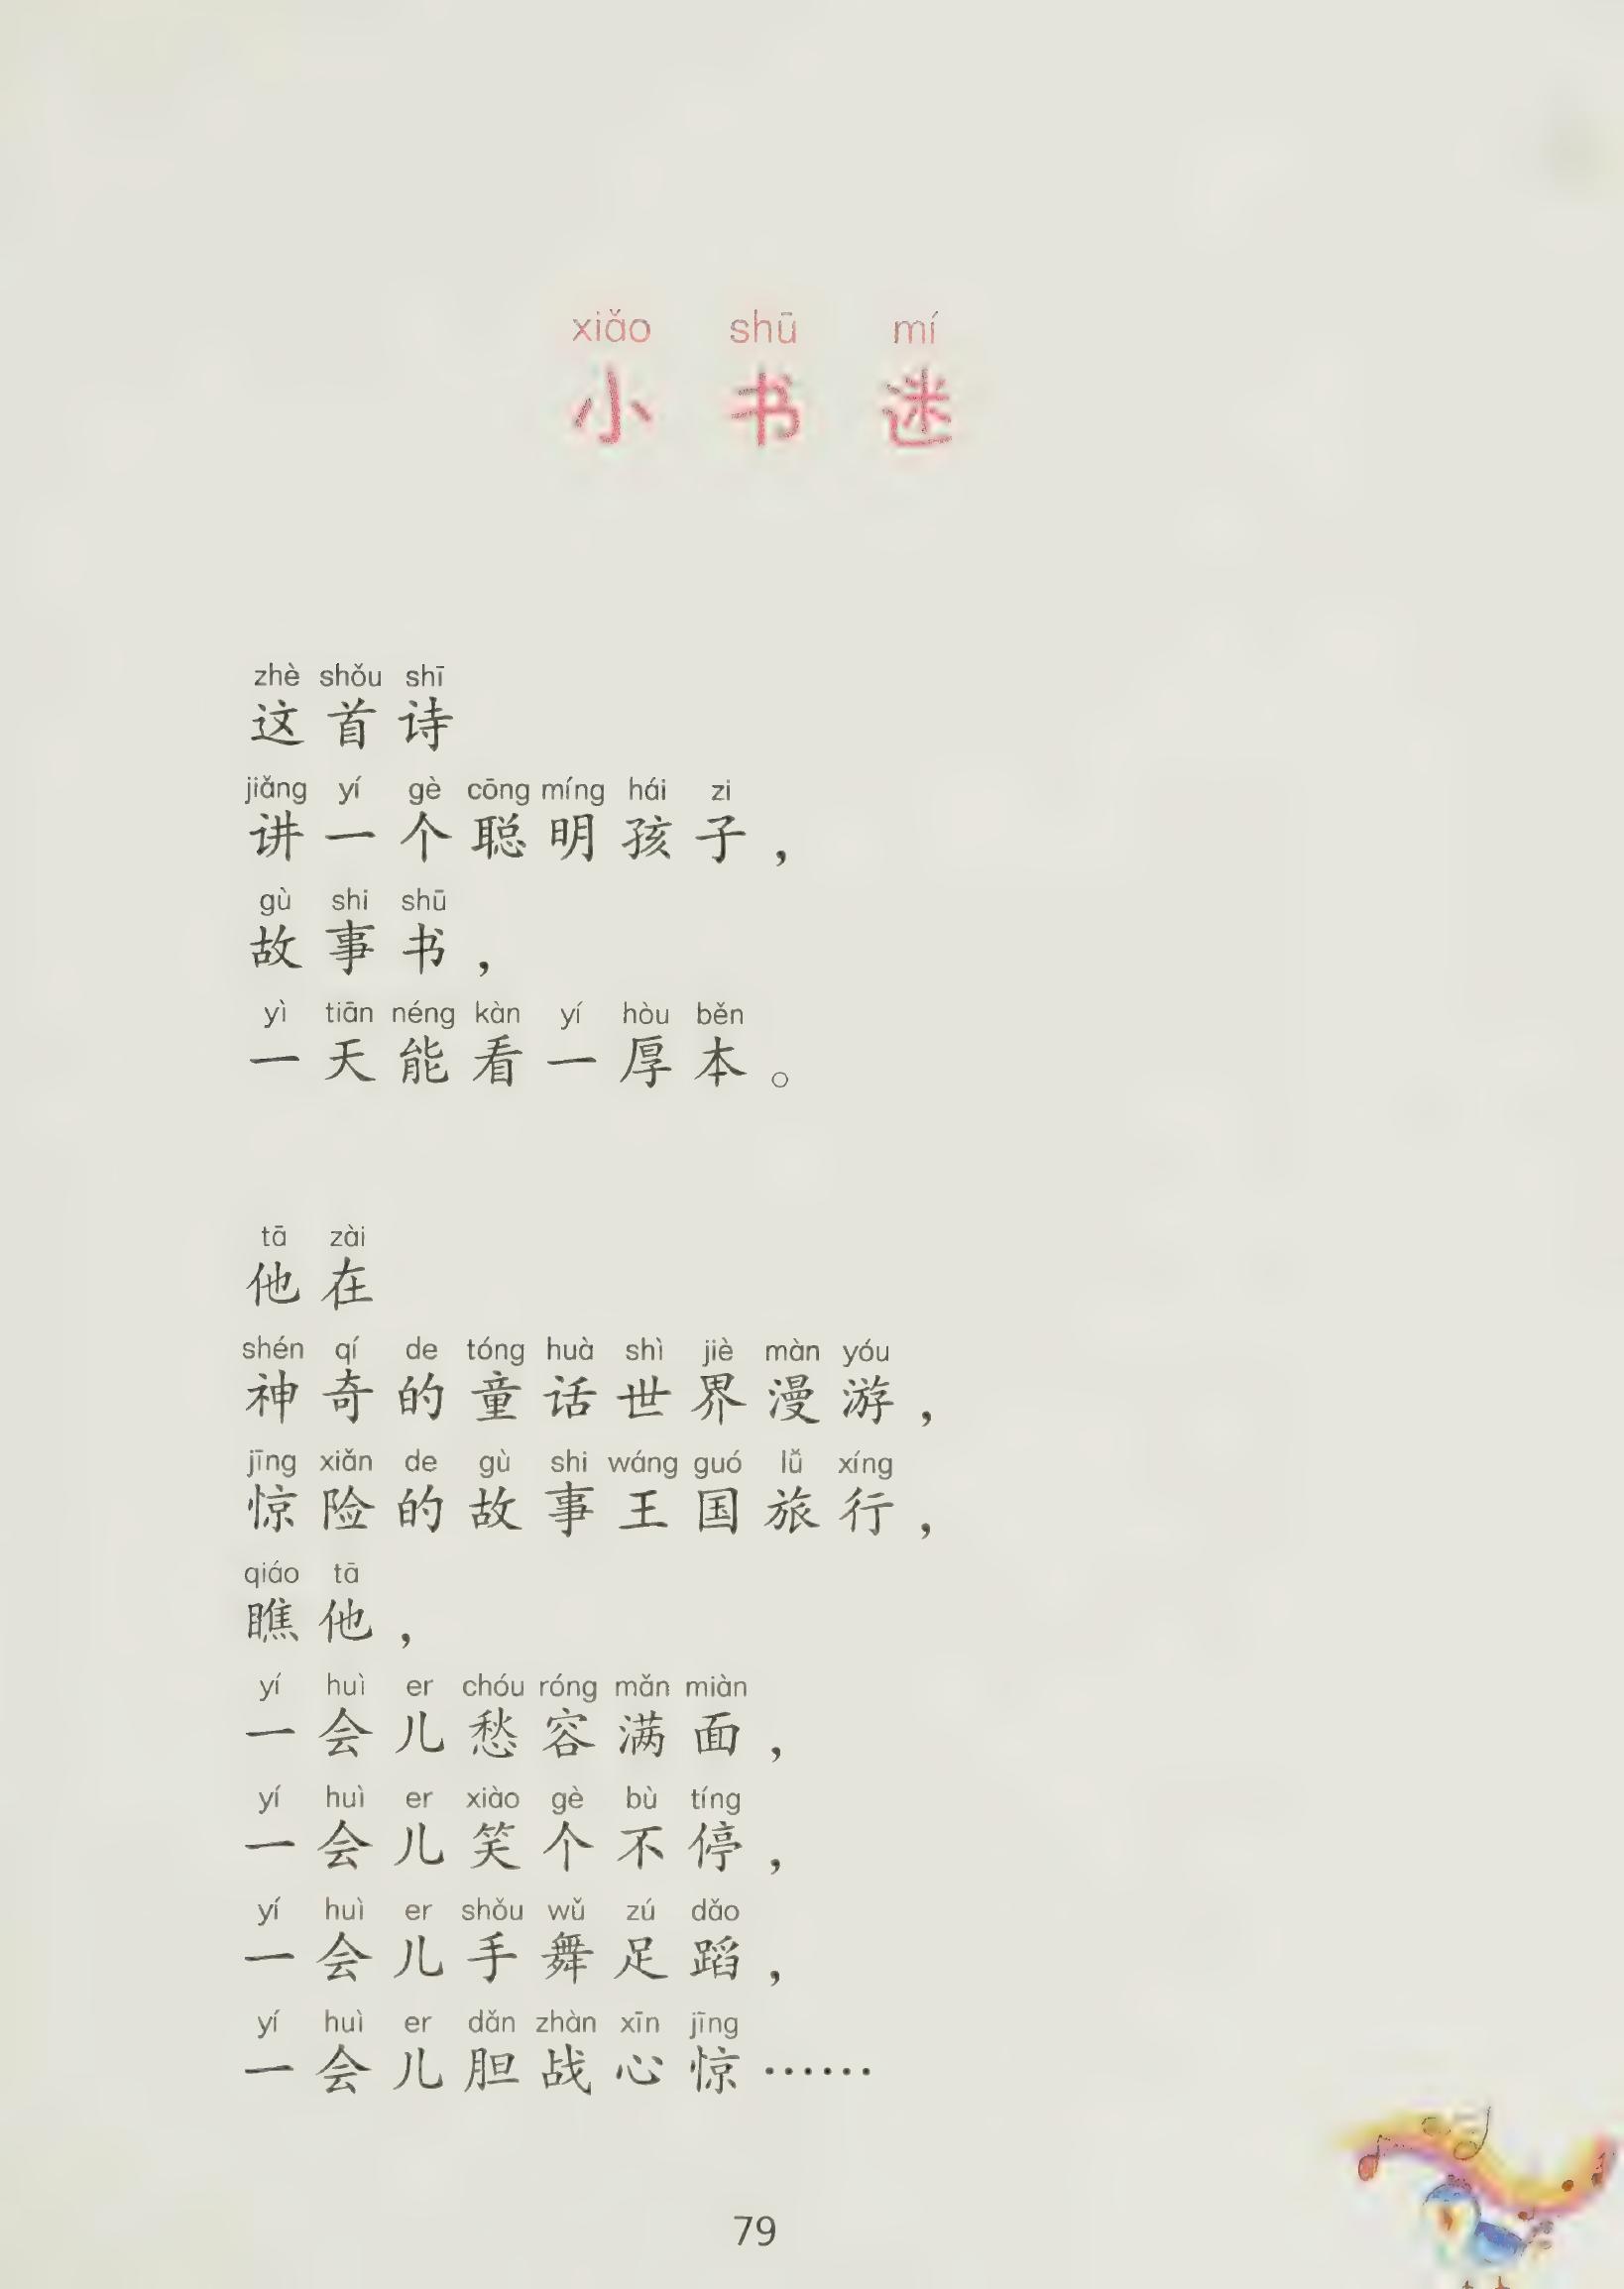 xiǎo shū mí
小书迷
zhè shǒu shī
这首诗
jiǎng yí gè cōng míng hái zi
讲一个聪明孩子，
gù shi shū
故事书，
yì tiān néng kàn yí hòu běn
一天能看一厚本。
tā zài
他在
shén qí de tóng huà shì jiè màn yóu
神奇的童话世界漫游，
jīng xiǎn de gù shi wáng guó lǚ xíng
惊险的故事王国旅行，
qiáo tā
瞧他，
yí huì er chóu róng mǎn miàn
一会儿愁容满面，
yí huì er xiào gè bù tíng
一会儿笑个不停，
yí huì er shǒu wǔ zú dǎo
一会儿手舞足蹈，
yí huì er dǎn zhàn xīn jīng
一会儿胆战心惊……
79